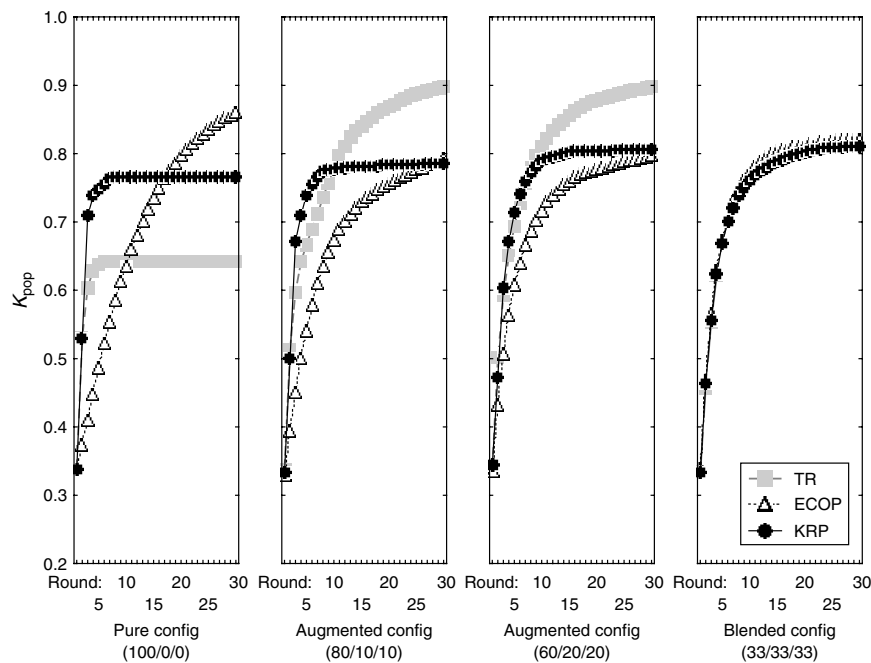 1.0
0.9
0.8
0.7
0.6
0.5
0.4
0.3
0.2
Kpop
TR
ECOP
KRP
Round: 10 20 30 Round: 10 20 30 Round: 10 20 30 Round: 10 20 30
5 15 25 5 15 25 5 15 25 5 15 25
Pure config Augmented config Augmented config Blended config
(100/0/0) (80/10/10) (60/20/20) (33/33/33)